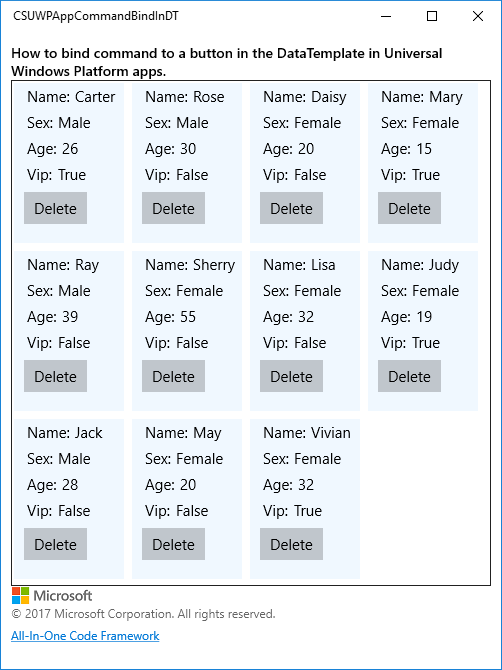 CSUWPAppCommandBindInDT
How to bind command to a button in the DataTemplate in Universal
Windows Platform apps.
Name: Carter
Sex: Male
Age: 26
Vip: True
Delete
Name: Rose
Sex: Male
Age: 30
Vip: False
Delete
Name: Daisy
Sex: Female
Age: 20
Vip: False
Delete
Name: Mary
Sex: Female
Age: 15
Vip: True
Delete
Name: Ray
Sex: Male
Age: 39
Vip: False
Delete
Name: Sherry
Sex: Female
Age: 55
Vip: False
Delete
Name: Lisa
Sex: Female
Age: 32
Vip: False
Delete
Name: Judy
Sex: Female
Age: 19
Vip: True
Delete
Name: Jack
Sex: Male
Age: 28
Vip: False
Delete
Name: May
Sex: Female
Age: 20
Vip: False
Delete
Name: Vivian
Sex: Female
Age: 32
Vip: True
Delete
Microsoft
© 2017 Microsoft Corporation. All rights reserved.
All-In-One Code Framework